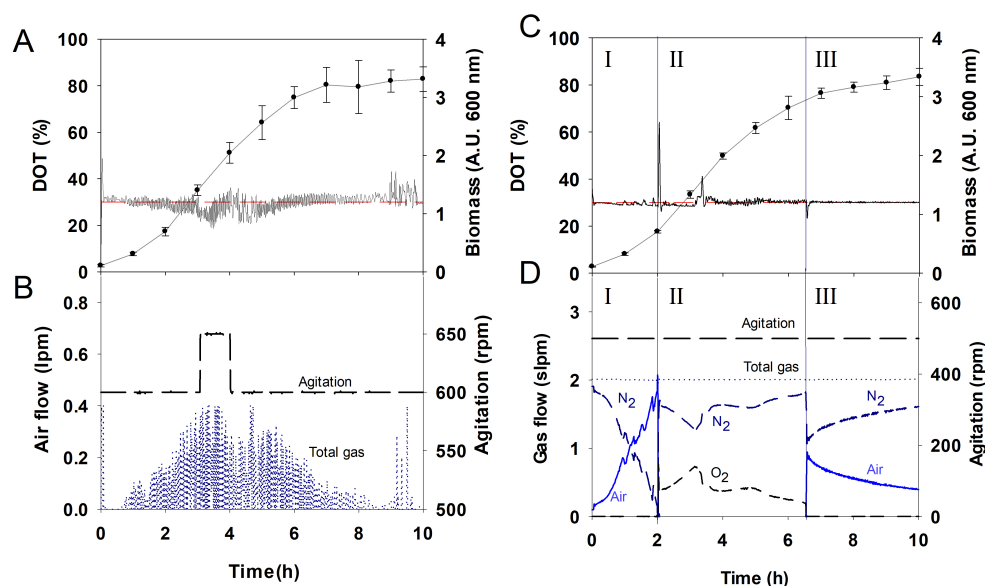 A
100
80
60
40
20
0
DOT (%)
4
3
2
1
0
Biomass (A.U. 600 nm)
B
0.8
0.6
0.4
0.2
0.0
Air flow (lpm)
650
600
550
500
Agitation (rpm)
Agitation
Total gas
0 2 4 6 8 10
Time(h)
C
I II III
100
80
60
40
20
0
DOT (%)
4
3
2
1
0
Biomass (A.U. 600 nm)
D
I II III
3
2
1
0
Gas flow (slpm)
600
500
400
300
200
100
0
Agitation (rpm)
Agitation
Total gas
N2
N2
N2
O2
Air
Air
0 2 4 6 8 10
Time (h)